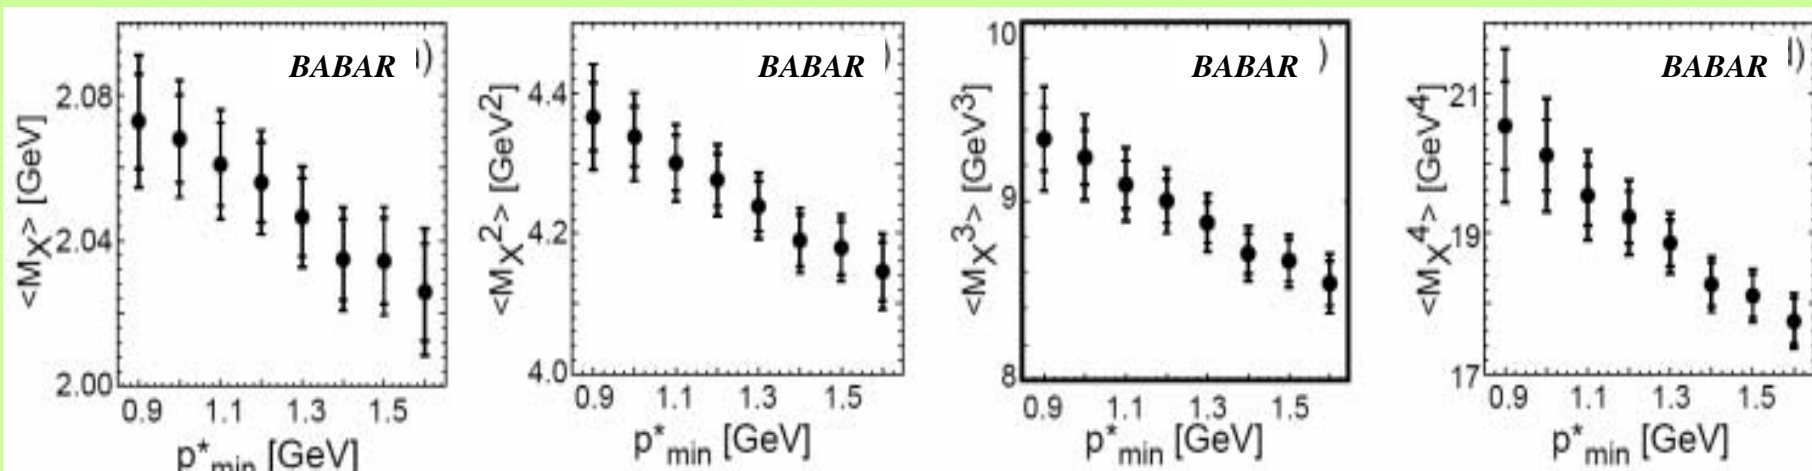 BABAR )
<MX> [GeV]
2.08
2.04
2.00
0.9 1.1 1.3 1.5
p*min [GeV]
BABAR )
<MX2> [GeV2]
4.4
4.2
4.0
0.9 1.1 1.3 1.5
p*min [GeV]
BABAR )
<MX3> [GeV3]
10
9
8
0.9 1.1 1.3 1.5
p*min [GeV]
BABAR )
<MX4> [GeV4]
21
19
17
0.9 1.1 1.3 1.5
p*min [GeV]